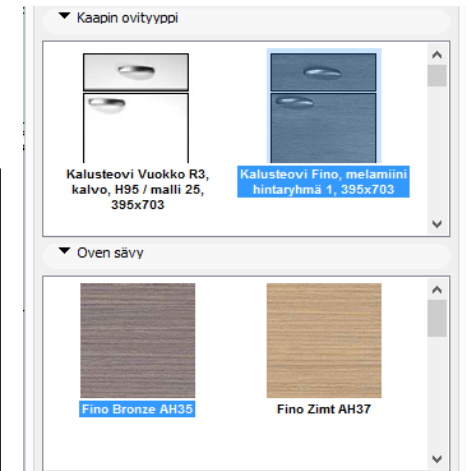 Kaapin ovityyppi
Kalusteovi Vuokko R3,
kalvo, H95 / malli 25,
395x703
Kalusteovi Fino, melamiini
hintaryhmä 1, 395x703
Oven sävy
Fino Bronze AH35
Fino Zimt AH37